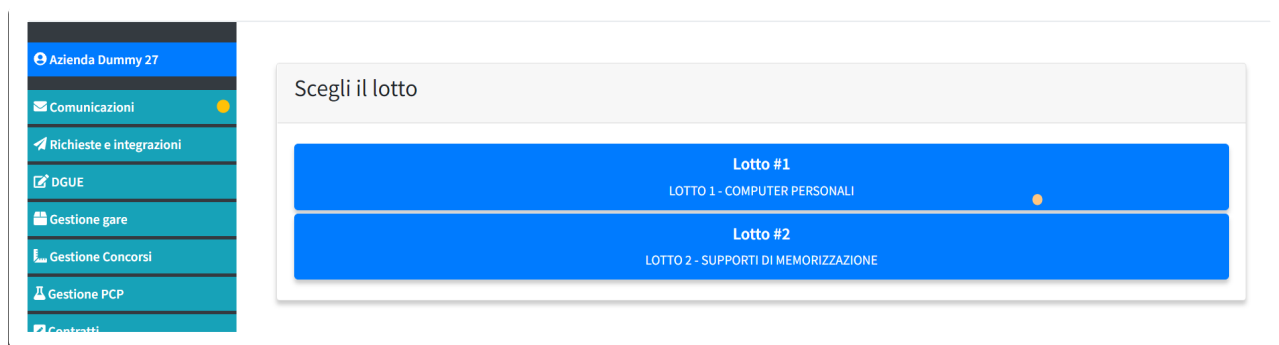 Azienda Dummy 27
Comunicazioni
Richieste e integrazioni
DGUE
Gestione gare
Gestione Concorsi
Gestione PCP
Contratti
Scegli il lotto
Lotto #1
LOTTO 1 - COMPUTER PERSONALI
Lotto #2
LOTTO 2 - SUPPORTI DI MEMORIZZAZIONE